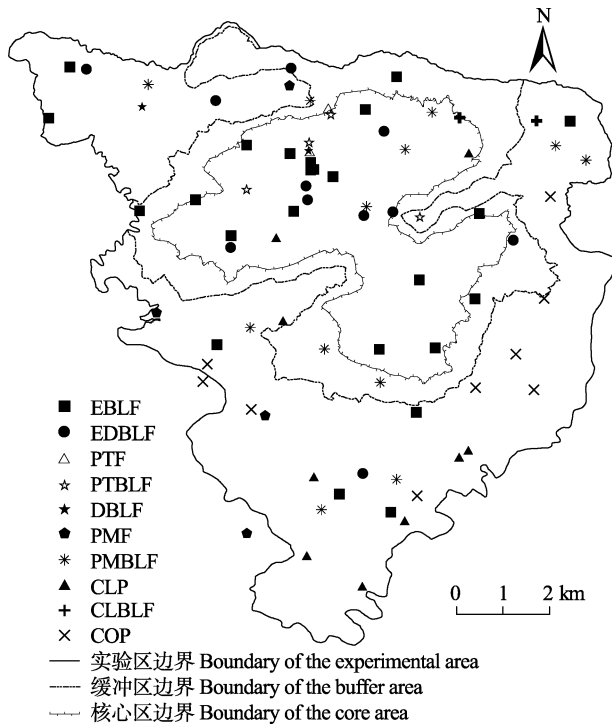 N
EBLF
EDBLF
PTF
PTBLF
DBLF
PMF
PMBLF
CLP
CLBLF
COP
0 1 2 km
实验区边界 Boundary of the experimental area
缓冲区边界 Boundary of the buffer area
核心区边界 Boundary of the core area